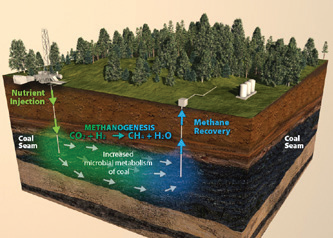 Nutrient
Injection
METHANOGENESIS
CO₂ + H₂ → CH₄ + H₂O
Methane
Recovery
Coal
Seam
Increased
microbial metabolism
of coal
Coal
Seam